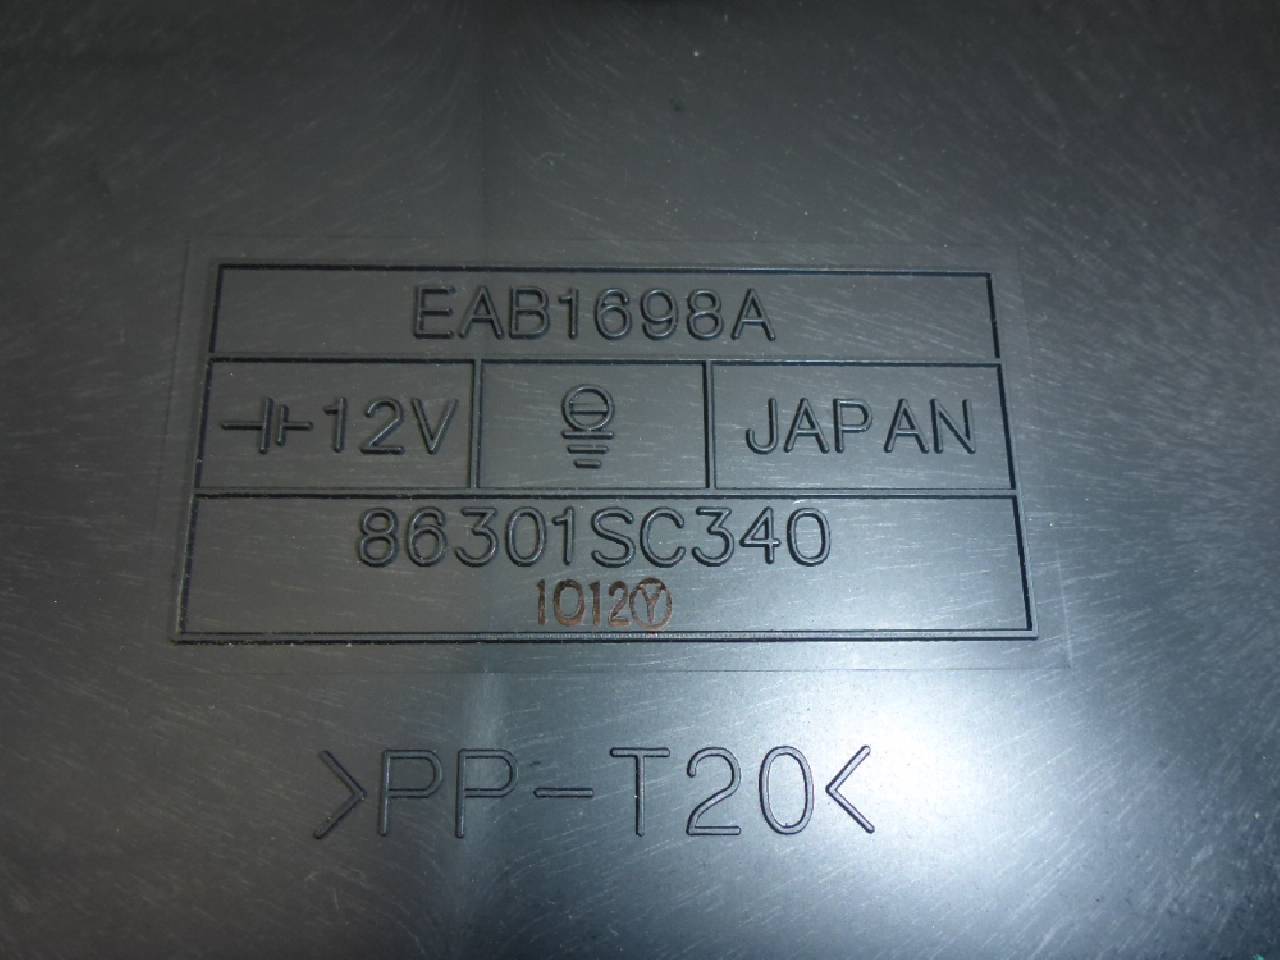 EAB1698A
12V
JAPAN
86301SC340
1012Ⓨ
>PP-T20<